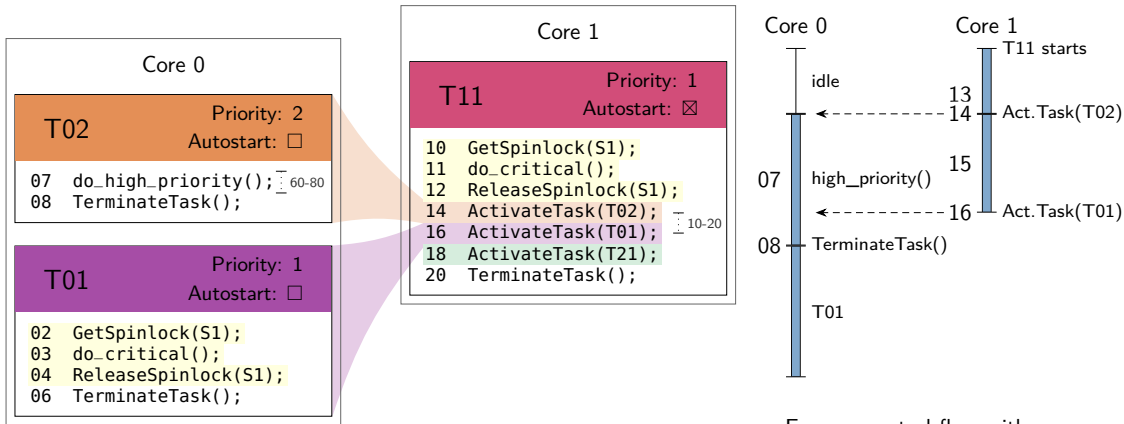 Core 0
T02
Priority: 2
Autostart: ☐
07 do_high_priority();
60-80
08 TerminateTask();
T01
Priority: 1
Autostart: ☐
02 GetSpinlock(S1);
03 do_critical();
04 ReleaseSpinlock(S1);
06 TerminateTask();
Core 1
T11
Priority: 1
Autostart: ☒
10 GetSpinlock(S1);
11 do_critical();
12 ReleaseSpinlock(S1);
14 ActivateTask(T02);
10-20
16 ActivateTask(T01);
18 ActivateTask(T21);
20 TerminateTask();
Core 0 Core 1
T11 starts
idle
13
14 Act.Task(T02)
15
07 high_priority()
16 Act.Task(T01)
08 TerminateTask()
T01